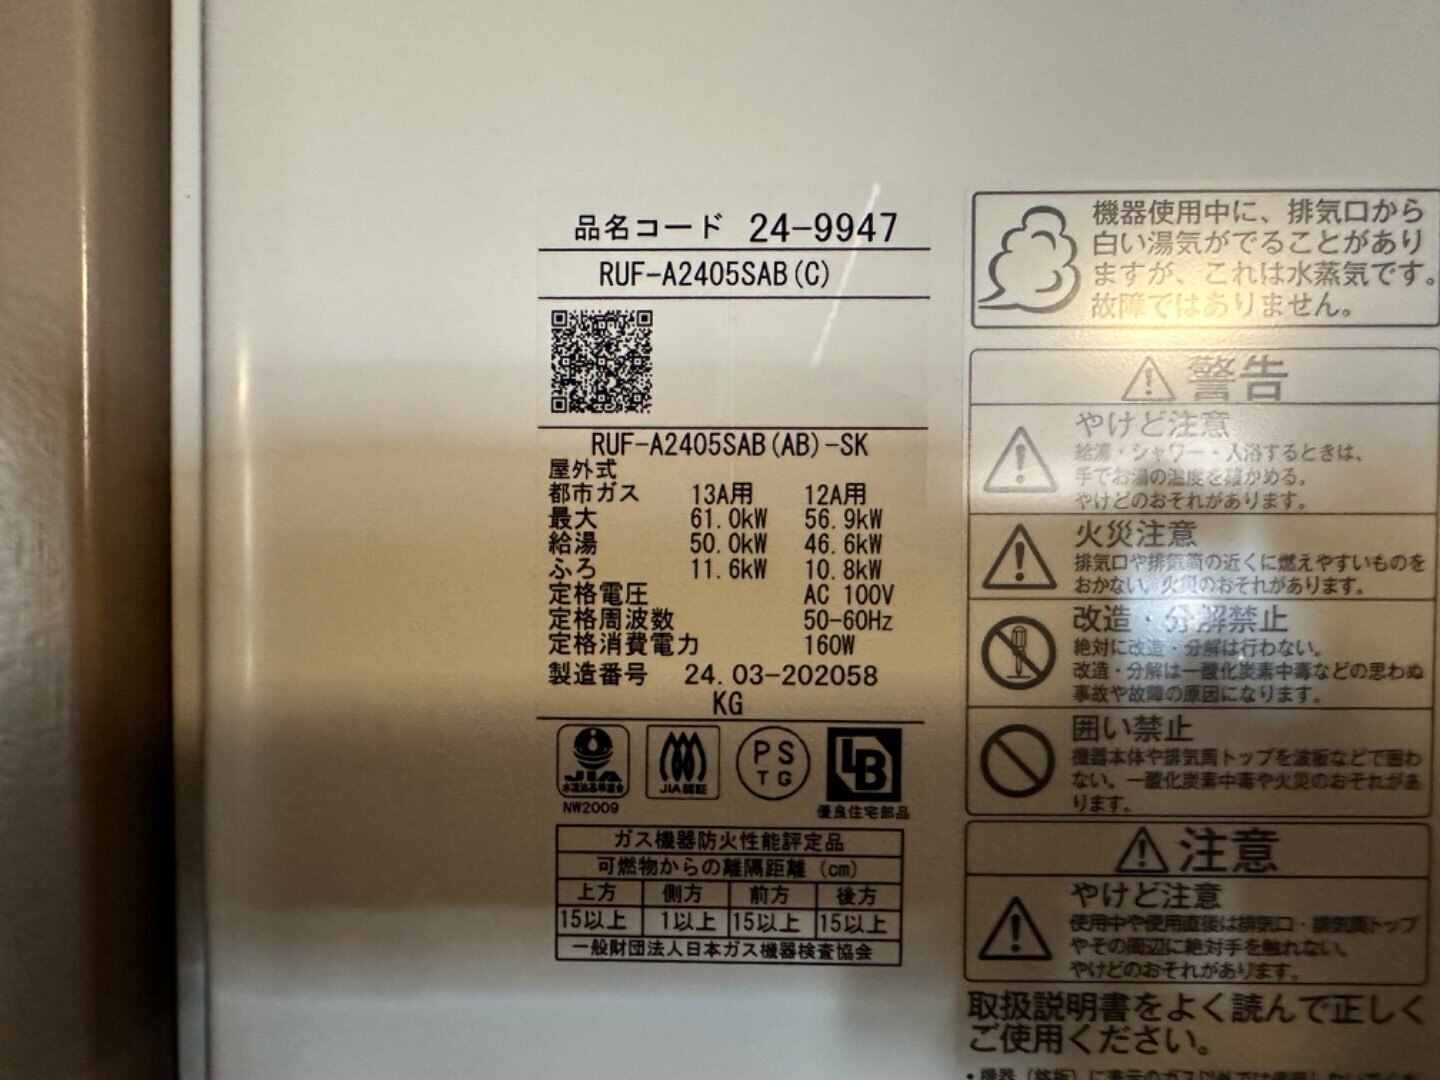 品名コード 24-9947
RUF-A2405SAB(C)
RUF-A2405SAB(AB)-SK
屋外式
都市ガス 13A用 12A用
最大 61.0kW 56.9kW
給湯 50.0kW 46.6kW
ふろ 11.6kW 10.8kW
定格電圧 AC 100V
定格周波数 50-60Hz
定格消費電力 160W
製造番号 24.03-202058
KG
JIA
NW2009
JIA認証
PS
TG
LB
優良住宅部品
ガス機器防火性能評定品
可燃物からの離隔距離(cm)
上方 側方 前方 後方
15以上 1以上 15以上 15以上
一般財団法人日本ガス機器検査協会
機器使用中に、排気口から
白い湯気がでることがあり
ますが、これは水蒸気です。
故障ではありません。
警告
やけど注意
給湯・シャワー・入浴するときは、
手でお湯の温度を確かめる。
やけどのおそれがあります。
火災注意
排気口や排気筒の近くに燃えやすいものを
おかない。火災のおそれがあります。
改造・分解禁止
絶対に改造・分解は行わない。
改造・分解は一酸化炭素中毒などの思わぬ
事故や故障の原因になります。
囲い禁止
機器本体や排気筒トップを波板などで囲わ
ない。一酸化炭素中毒や火災のおそれがあ
ります。
注意
やけど注意
使用中や使用直後は排気口・排気筒トップ
やその周辺に絶対手を触れない。
やけどのおそれがあります。
取扱説明書をよく読んで正しく
ご使用ください。